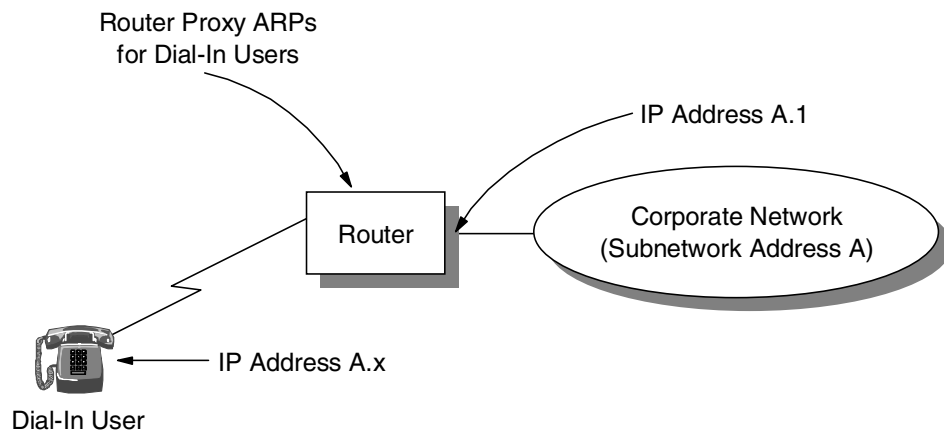 Router Proxy ARPs
for Dial-In Users
IP Address A.1
Router
Corporate Network
(Subnetwork Address A)
IP Address A.x
Dial-In User